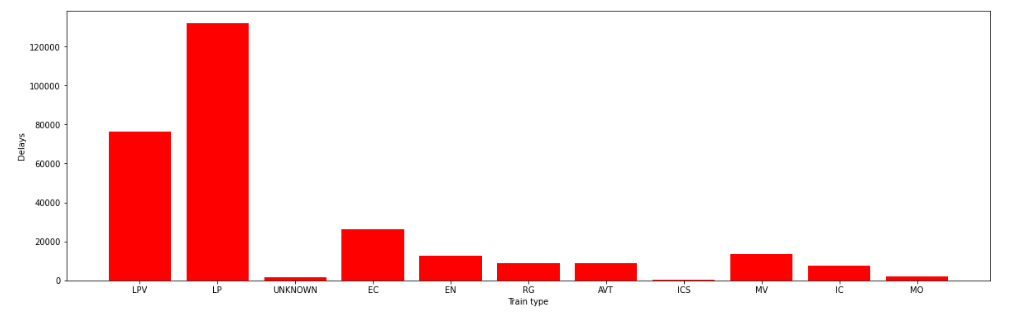 120000
100000
80000
60000
40000
20000
0
Delays
LPV LP UNKNOWN EC EN RG AVT ICS MV IC MO
Train type